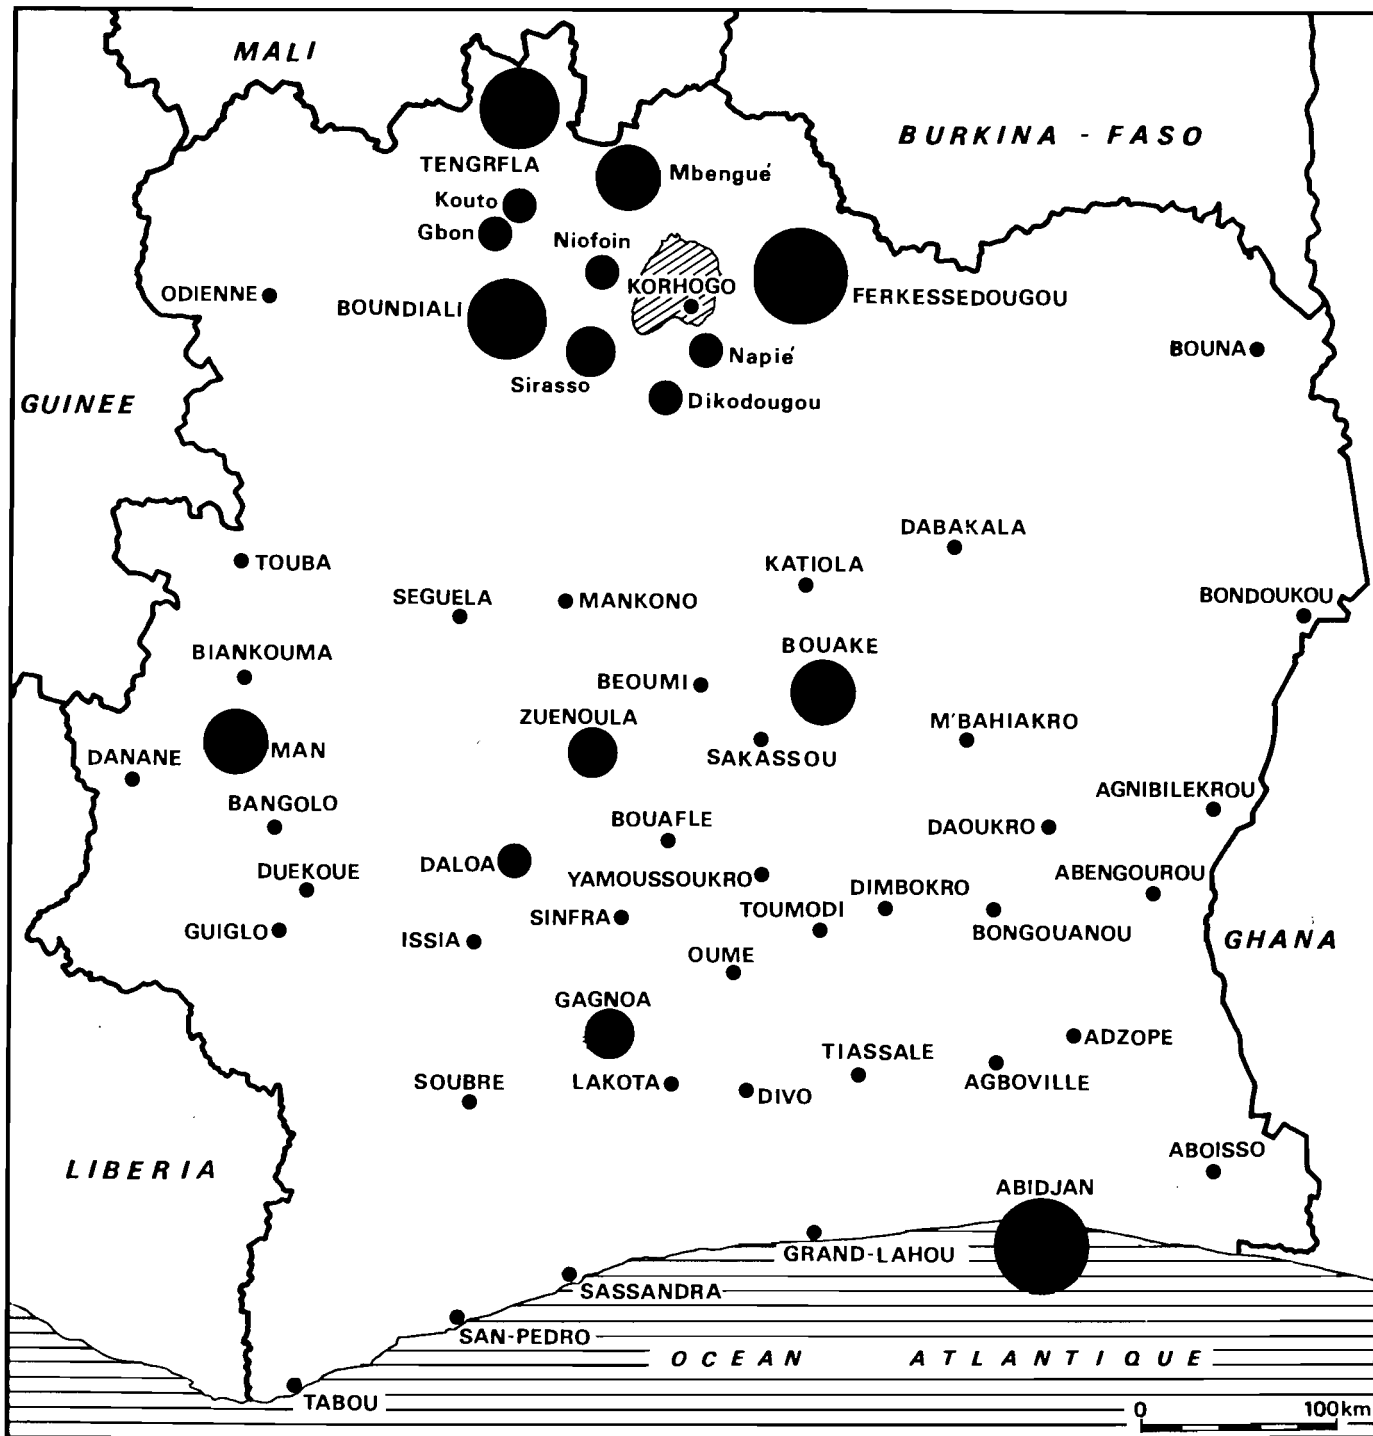 MALI
BURKINA - FASO
TENGRFLA
Mbengué
Kouto
Gbon
Niofoin
KORHOGO
ODIENNE
BOUNDIALI
FERKESSEDOUGOU
BOUNA
Napié
Sirasso
Dikodougou
GUINEE
DABAKALA
TOUBA
KATIOLA
SEGUELA
MANKONO
BONDOUKOU
BIANKOUMA
BOUAKE
BEOUMI
ZUENOULA
M'BAHIAKRO
MAN
DANANE
SAKASSOU
AGNIBILEKROU
BANGOLO
BOUAFLE
DAOUKRO
DALOA
DUEKOUE
YAMOUSSOUKRO
DIMBOKRO
ABENGOUROU
TOUMODI
SINFRA
GUIGLO
ISSIA
BONGOUANOU
GHANA
OUME
GAGNOA
ADZOPE
TIASSALE
SOUBRE
LAKOTA
AGBOVILLE
DIVO
ABOISSO
LIBERIA
ABIDJAN
GRAND-LAHOU
SASSANDRA
SAN-PEDRO
OCEAN ATLANTIQUE
TABOU
0 100km